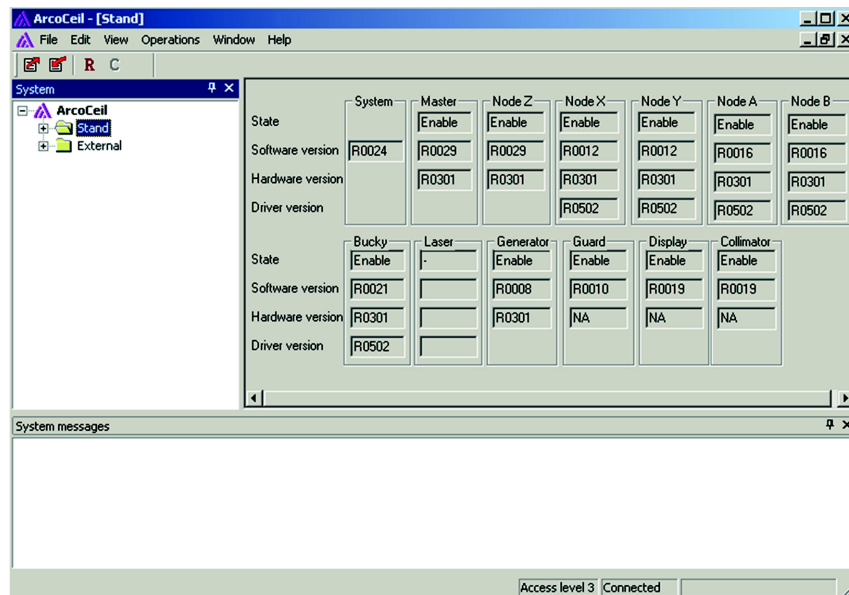 ArcoCeil - [Stand]
File Edit View Operations Window Help
R C
System
ArcoCeil
Stand
External
System Master Node Z Node X Node Y Node A Node B
State Enable Enable Enable Enable Enable Enable
Software version R0024 R0029 R0029 R0012 R0012 R0016 R0016
Hardware version R0301 R0301 R0301 R0301 R0301 R0301
Driver version R0502 R0502 R0502 R0502
Bucky Laser Generator Guard Display Collimator
State Enable - Enable Enable Enable Enable
Software version R0021 R0008 R0010 R0019 R0019
Hardware version R0301 R0301 NA NA NA
Driver version R0502
System messages
Access level 3 Connected